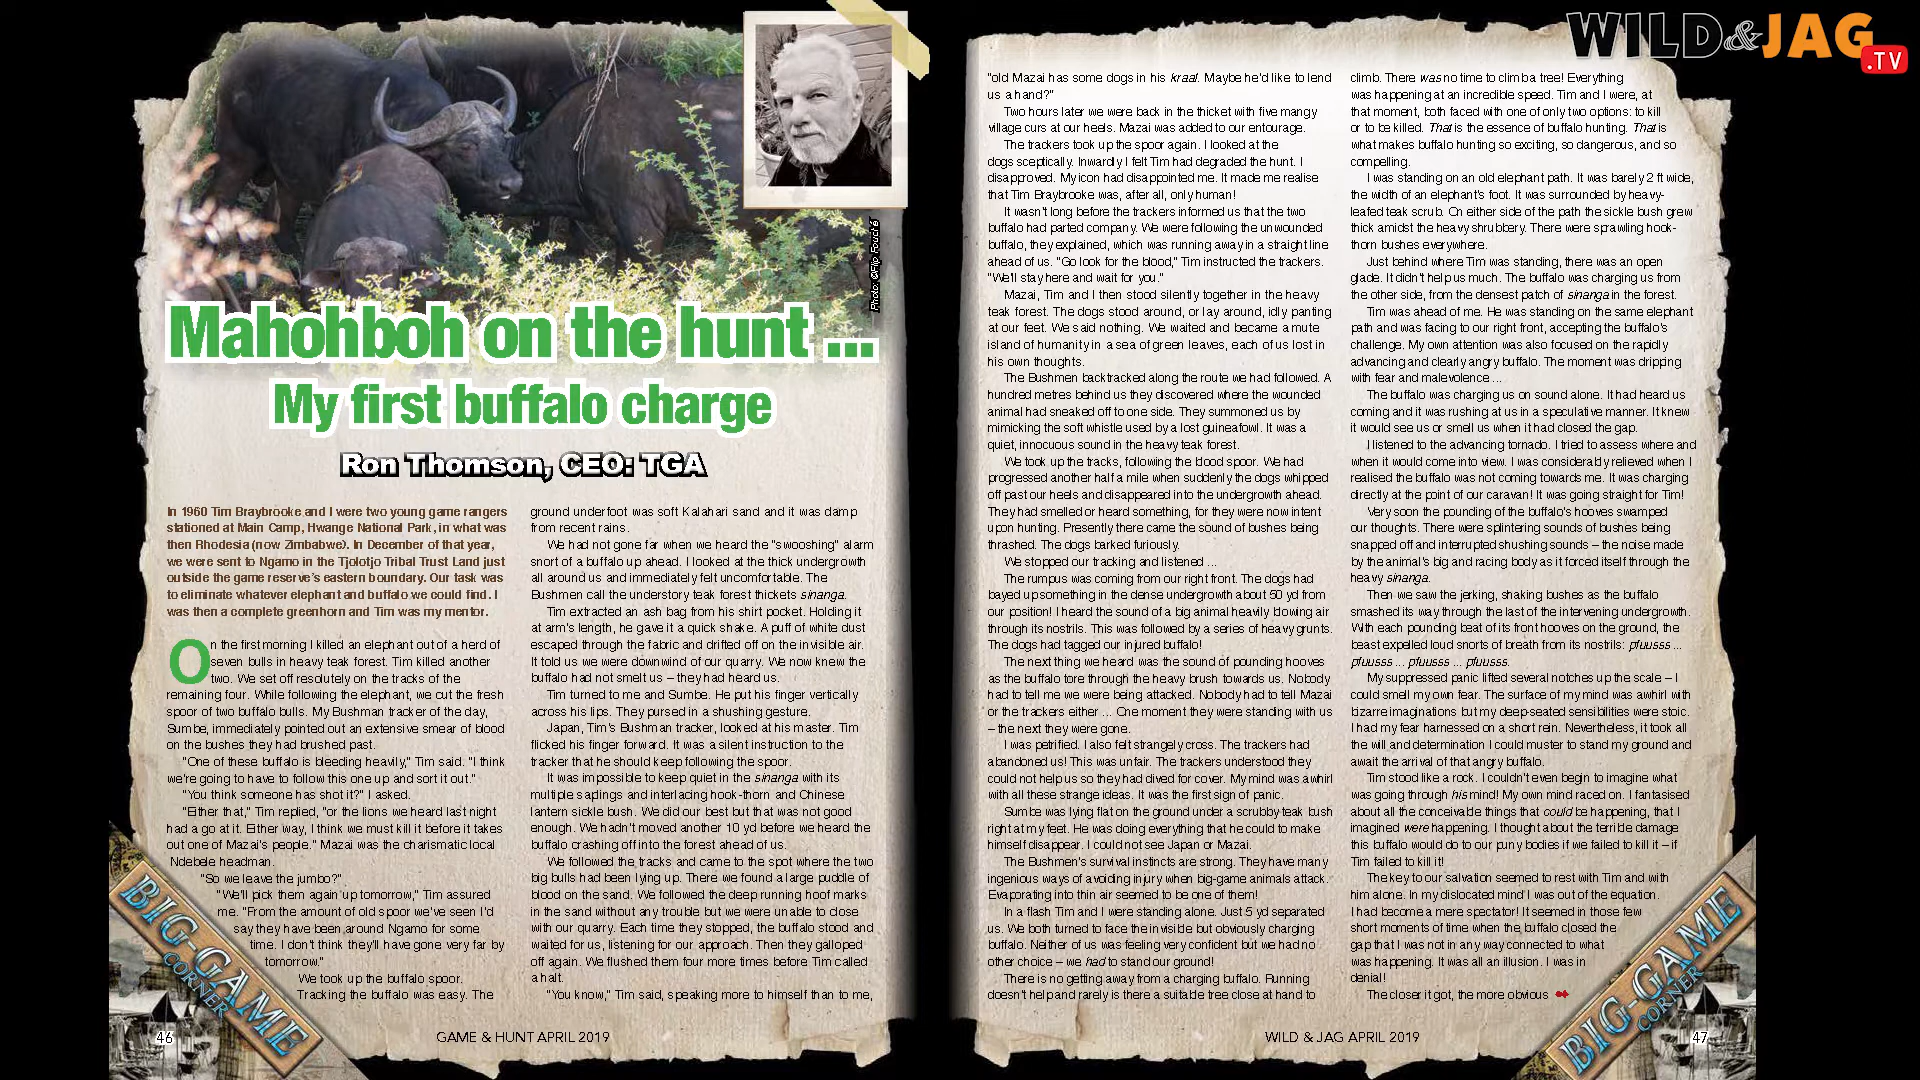 WILD&JAG
.TV
Photo: ©Flip Fouché
Mahohboh on the hunt ...
My first buffalo charge
Ron Thomson, CEO: TGA
In 1960 Tim Braybrooke and I were two young game rangers
stationed at Main Camp, Hwange National Park, in what was
then Rhodesia (now Zimbabwe). In December of that year,
we were sent to Ngamo in the Tjolotjo Tribal Trust Land just
outside the game reserve's eastern boundary. Our task was
to eliminate whatever elephant and buffalo we could find. I
was then a complete greenhorn and Tim was my mentor.
On the first morning I killed an elephant out of a herd of
seven bulls in heavy teak forest. Tim killed another
two. We set off resolutely on the tracks of the
remaining four. While following the elephant, we cut the fresh
spoor of two buffalo bulls. My Bushman tracker of the day,
Sumbe, immediately pointed out an extensive smear of blood
on the bushes they had brushed past.
"One of these buffalo is bleeding heavily," Tim said. "I think
we're going to have to follow this one up and sort it out."
"You think someone has shot it?" I asked.
"Either that," Tim replied, "or the lions we heard last night
had a go at it. Either way, I think we must kill it before it takes
out one of Mazai's people." Mazai was the charismatic local
Ndebele headman.
"So we leave the jumbo?"
"We'll pick them again up tomorrow," Tim assured
me. "From the amount of old spoor we've seen I'd
say they have been around Ngamo for some
time. I don't think they'll have gone very far by
tomorrow."
We took up the buffalo spoor.
Tracking the buffalo was easy. The
ground underfoot was soft Kalahari sand and it was damp
from recent rains.
We had not gone far when we heard the "swooshing" alarm
snort of a buffalo up ahead. I looked at the thick undergrowth
all around us and immediately felt uncomfortable. The
Bushmen call the understory teak forest thickets sinanga.
Tim extracted an ash bag from his shirt pocket. Holding it
at arm's length, he gave it a quick shake. A puff of white dust
escaped through the fabric and drifted off on the invisible air.
It told us we were downwind of our quarry. We now knew the
buffalo had not smelt us – they had heard us.
Tim turned to me and Sumbe. He put his finger vertically
across his lips. They pursed in a shushing gesture.
Japan, Tim's Bushman tracker, looked at his master. Tim
flicked his finger forward. It was a silent instruction to the
tracker that he should keep following the spoor.
It was impossible to keep quiet in the sinanga with its
multiple saplings and interlacing hook-thorn and Chinese
lantern sickle bush. We did our best but that was not good
enough. We hadn't moved another 10 yd before we heard the
buffalo crashing off into the forest ahead of us.
We followed the tracks and came to the spot where the two
big bulls had been lying up. There we found a large puddle of
blood on the sand. We followed the deep running hoof marks
in the sand without any trouble but we were unable to close
with our quarry. Each time they stopped, the buffalo stood and
waited for us, listening for our approach. Then they galloped
off again. We flushed them four more times before Tim called
a halt.
"You know," Tim said, speaking more to himself than to me,
BIG-GAME
CORNER
46
GAME & HUNT APRIL 2019
"old Mazai has some dogs in his kraal. Maybe he'd like to lend
us a hand?"
Two hours later we were back in the thicket with five mangy
village curs at our heels. Mazai was added to our entourage.
The trackers took up the spoor again. I looked at the
dogs sceptically. Inwardly I felt Tim had degraded the hunt. I
disapproved. My icon had disappointed me. It made me realise
that Tim Braybrooke was, after all, only human!
It wasn't long before the trackers informed us that the two
buffalo had parted company. We were following the unwounded
buffalo, they explained, which was running away in a straight line
ahead of us. "Go look for the blood," Tim instructed the trackers.
"We'll stay here and wait for you."
Mazai, Tim and I then stood silently together in the heavy
teak forest. The dogs stood around, or lay around, idly panting
at our feet. We said nothing. We waited and became a mute
island of humanity in a sea of green leaves, each of us lost in
his own thoughts.
The Bushmen backtracked along the route we had followed. A
hundred metres behind us they discovered where the wounded
animal had sneaked off to one side. They summoned us by
mimicking the soft whistle used by a lost guineafowl. It was a
quiet, innocuous sound in the heavy teak forest.
We took up the tracks, following the blood spoor. We had
progressed another half a mile when suddenly the dogs whipped
off past our heels and disappeared into the undergrowth ahead.
They had smelled or heard something, for they were now intent
upon hunting. Presently there came the sound of bushes being
thrashed. The dogs barked furiously.
We stopped our tracking and listened ...
The rumpus was coming from our right front. The dogs had
bayed up something in the dense undergrowth about 50 yd from
our position! I heard the sound of a big animal heavily blowing air
through its nostrils. This was followed by a series of heavy grunts.
The dogs had tagged our injured buffalo!
The next thing we heard was the sound of pounding hooves
as the buffalo tore through the heavy brush towards us. Nobody
had to tell me we were being attacked. Nobody had to tell Mazai
or the trackers either ... One moment they were standing with us
– the next they were gone.
I was petrified. I also felt strangely cross. The trackers had
abandoned us! This was unfair. The trackers understood they
could not help us so they had dived for cover. My mind was awhirl
with all these strange ideas. It was the first sign of panic.
Sumbe was lying flat on the ground under a scrubby teak bush
right at my feet. He was doing everything that he could to make
himself disappear. I could not see Japan or Mazai.
The Bushmen's survival instincts are strong. They have many
ingenious ways of avoiding injury when big-game animals attack.
Evaporating into thin air seemed to be one of them!
In a flash Tim and I were standing alone. Just 5 yd separated
us. We both turned to face the invisible but obviously charging
buffalo. Neither of us was feeling very confident but we had no
other choice – we had to stand our ground!
There is no getting away from a charging buffalo. Running
doesn't help and rarely is there a suitable tree close at hand to
climb. There was no time to climb a tree! Everything
was happening at an incredible speed. Tim and I were, at
that moment, both faced with one of only two options: to kill
or to be killed. That is the essence of buffalo hunting. That is
what makes buffalo hunting so exciting, so dangerous, and so
compelling.
I was standing on an old elephant path. It was barely 2 ft wide,
the width of an elephant's foot. It was surrounded by heavy-
leafed teak scrub. On either side of the path the sickle bush grew
thick amidst the heavy shrubbery. There were sprawling hook-
thorn bushes everywhere.
Just behind where Tim was standing, there was an open
glade. It didn't help us much. The buffalo was charging us from
the other side, from the densest patch of sinanga in the forest.
Tim was ahead of me. He was standing on the same elephant
path and was facing to our right front, accepting the buffalo's
challenge. My own attention was also focused on the rapidly
advancing and clearly angry buffalo. The moment was dripping
with fear and malevolence ...
The buffalo was charging us on sound alone. It had heard us
coming and it was rushing at us in a speculative manner. It knew
it would see us or smell us when it had closed the gap.
I listened to the advancing tornado. I tried to assess where and
when it would come into view. I was considerably relieved when I
realised the buffalo was not coming towards me. It was charging
directly at the point of our caravan! It was going straight for Tim!
Very soon the pounding of the buffalo's hooves swamped
our thoughts. There were splintering sounds of bushes being
snapped off and interrupted shushing sounds – the noise made
by the animal's big and racing body as it forced itself through the
heavy sinanga.
Then we saw the jerking, shaking bushes as the buffalo
smashed its way through the last of the intervening undergrowth.
With each pounding beat of its front hooves on the ground, the
beast expelled loud snorts of breath from its nostrils: pfuusss ...
pfuusss ... pfuusss ... pfuusss.
My suppressed panic lifted several notches up the scale – I
could smell my own fear. The surface of my mind was awhirl with
bizarre imaginations but my deep-seated sensibilities were stoic.
I had my fear harnessed on a short rein. Nevertheless, it took all
the will and determination I could muster to stand my ground and
await the arrival of that angry buffalo.
Tim stood like a rock. I couldn't even begin to imagine what
was going through his mind! My own mind raced on. I fantasised
about all the conceivable things that could be happening, that I
imagined were happening. I thought about the terrible damage
this buffalo would do to our puny bodies if we failed to kill it – if
Tim failed to kill it!
The key to our salvation seemed to rest with Tim and with
him alone. In my dislocated mind I was out of the equation.
I had become a mere spectator! It seemed in those few
short moments of time when the buffalo closed the
gap that I was not in any way connected to what
was happening. It was all an illusion. I was in
denial!
The closer it got, the more obvious
BIG-GAME
CORNER
WILD & JAG APRIL 2019
47